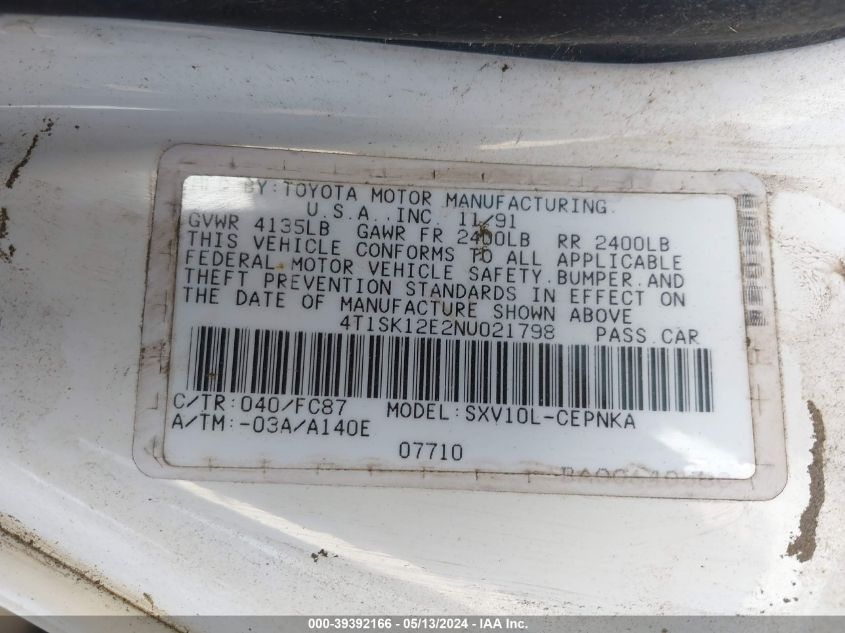 BY: TOYOTA MOTOR MANUFACTURING
U.S.A., INC. 11/91
GVWR 4135LB GAWR FR 2400LB RR 2400LB
THIS VEHICLE CONFORMS TO ALL APPLICABLE
FEDERAL MOTOR VEHICLE SAFETY, BUMPER, AND
THEFT PREVENTION STANDARDS IN EFFECT ON
THE DATE OF MANUFACTURE SHOWN ABOVE
4T1SK12E2NU021798 PASS.CAR
C/TR:040/FC87 MODEL:SXV10L-CEPNKA
A/TM:-03A/A140E
07710
000-39392166 - 05/13/2024 - IMG. LLC.